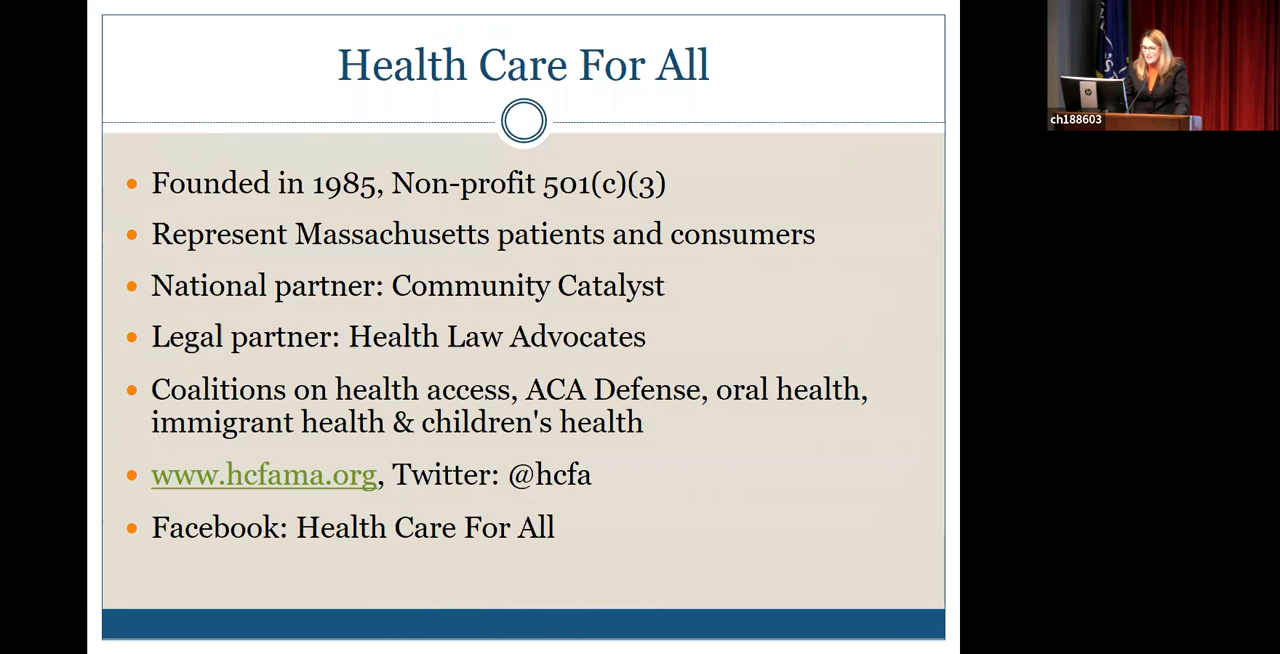 Health Care For All
Founded in 1985, Non-profit 501(c)(3)
Represent Massachusetts patients and consumers
National partner: Community Catalyst
Legal partner: Health Law Advocates
Coalitions on health access, ACA Defense, oral health,
immigrant health & children's health
www.hcfama.org, Twitter: @hcfa
Facebook: Health Care For All
ch188603